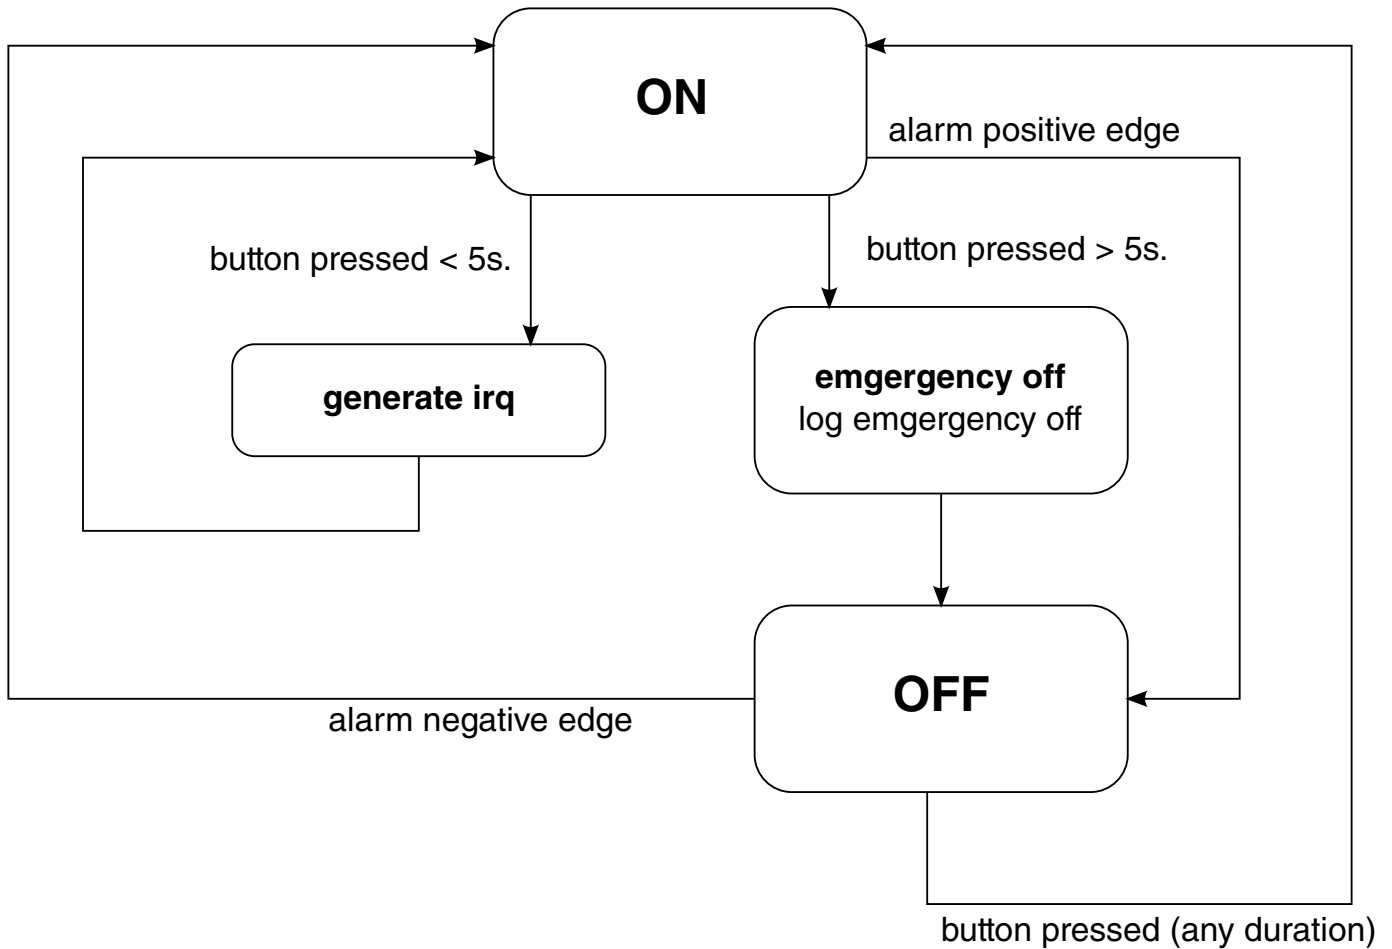 ON
alarm positive edge
button pressed < 5s.
button pressed > 5s.
generate irq
emgergency off
log emgergency off
OFF
alarm negative edge
button pressed (any duration)